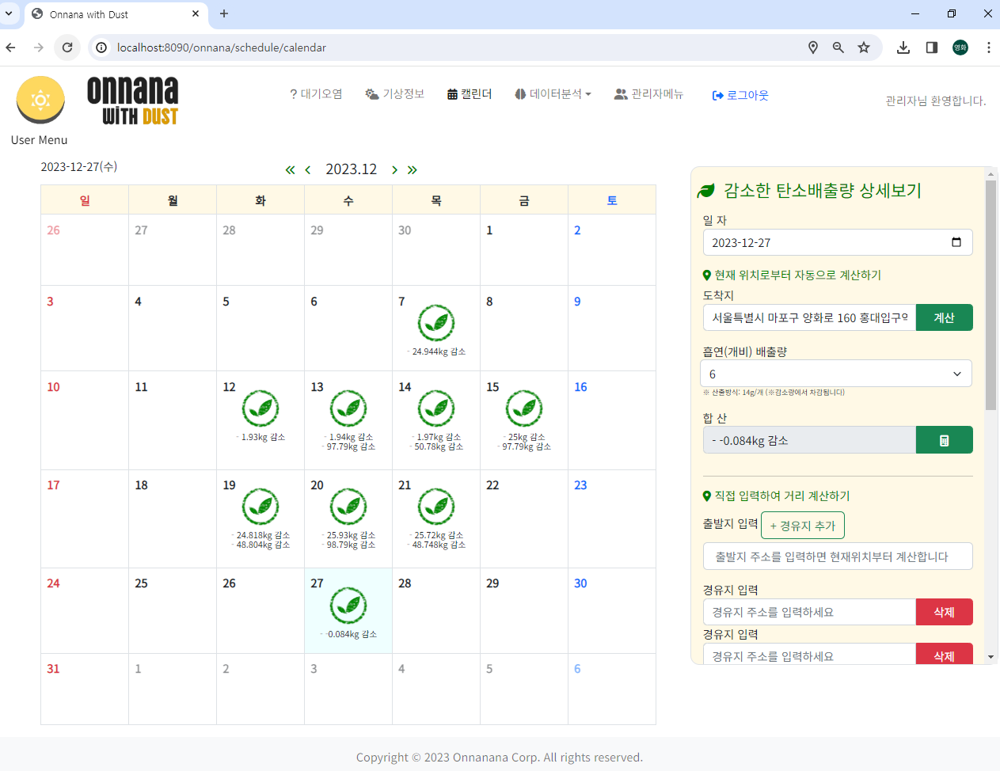 Onnana with Dust
localhost:8090/onnana/schedule/calendar
영화
onnana
WITH DUST
? 대기오염
기상정보
캘린더
데이터분석
관리자메뉴
로그아웃
관리자님 환영합니다.
User Menu
2023-12-27(수)
2023.12
일 월 화 수 목 금 토
26 27 28 29 30 1 2
3 4 5 6 7 8 9
- 24.944kg 감소
10 11 12 13 14 15 16
- 1.93kg 감소 - 1.94kg 감소 - 1.97kg 감소 - 25kg 감소
- 97.79kg 감소 - 50.78kg 감소 - 97.79kg 감소
17 18 19 20 21 22 23
- 24.818kg 감소 - 25.93kg 감소 - 25.72kg 감소
- 48.804kg 감소 - 98.79kg 감소 - 48.748kg 감소
24 25 26 27 28 29 30
- -0.084kg 감소
31 1 2 3 4 5 6
감소한 탄소배출량 상세보기
일 자
2023-12-27
현재 위치로부터 자동으로 계산하기
도착지
서울특별시 마포구 양화로 160 홍대입구역
계산
흡연(개비) 배출량
6
※ 산출방식: 14g/개 (※감소량에서 차감됩니다)
합 산
- -0.084kg 감소
직접 입력하여 거리 계산하기
출발지 입력 + 경유지 추가
출발지 주소를 입력하면 현재위치부터 계산합니다
경유지 입력
경유지 주소를 입력하세요 삭제
경유지 입력
경유지 주소를 입력하세요 삭제
Copyright © 2023 Onnanana Corp. All rights reserved.